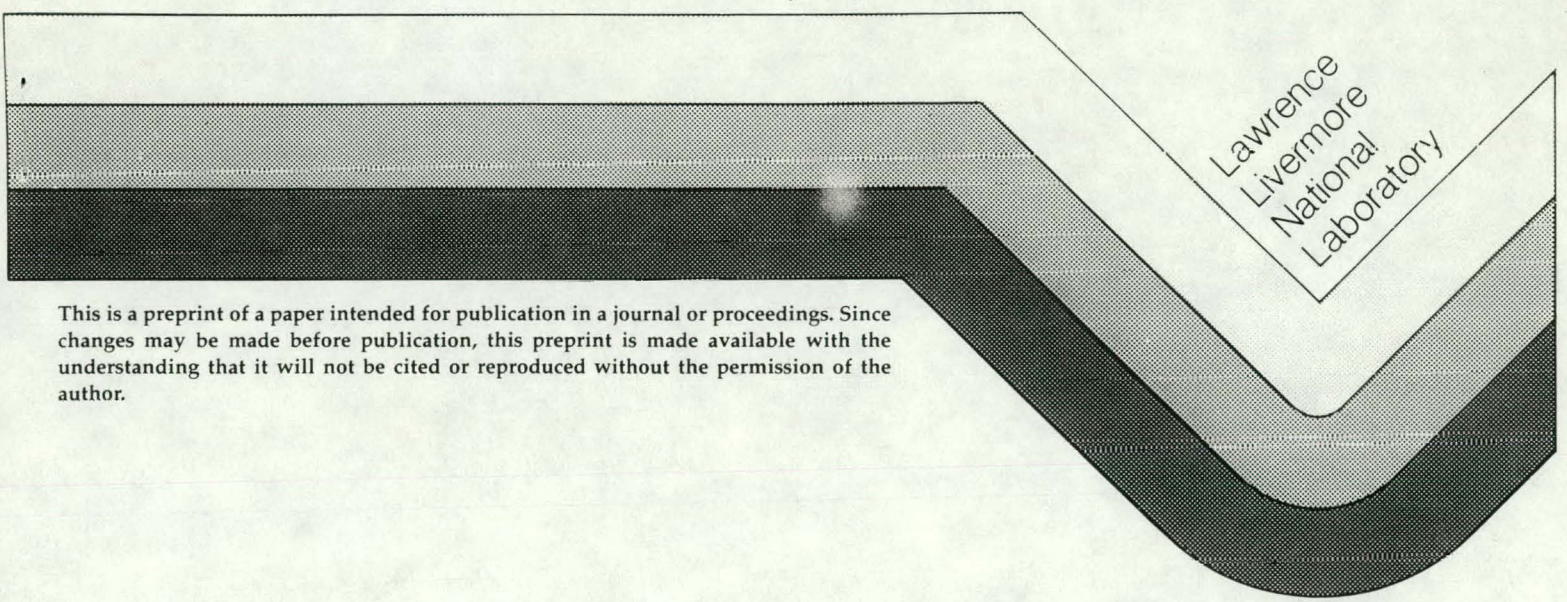 Lawrence
Livermore
National
Laboratory
This is a preprint of a paper intended for publication in a journal or proceedings. Since
changes may be made before publication, this preprint is made available with the
understanding that it will not be cited or reproduced without the permission of the
author.